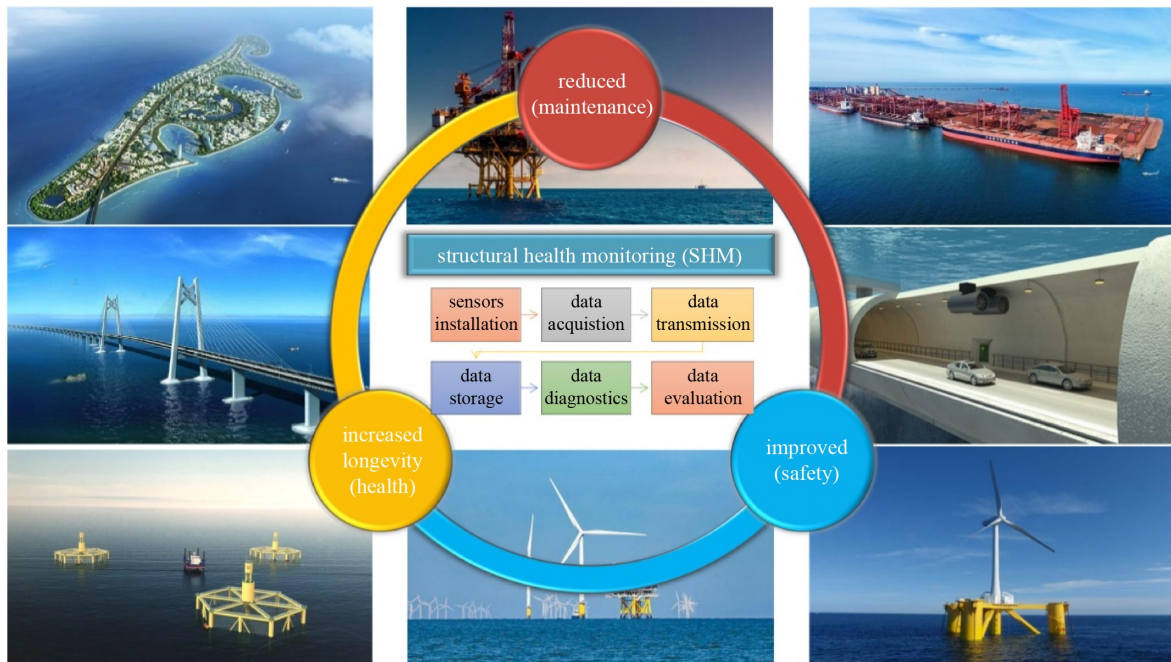 reduced
(maintenance)
structural health monitoring (SHM)
sensors
installation
data
acquistion
data
transmission
data
storage
data
diagnostics
data
evaluation
increased
longevity
(health)
improved
(safety)